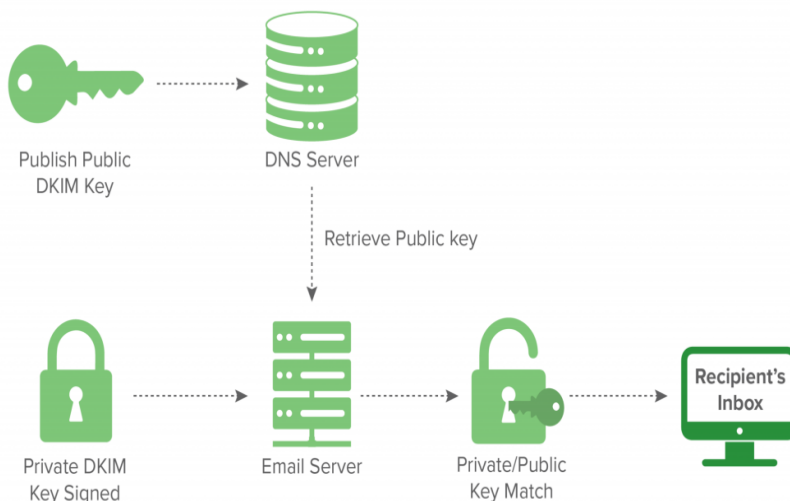 Publish Public
DKIM Key
DNS Server
Retrieve Public key
Private DKIM
Key Signed
Email Server
Private/Public
Key Match
Recipient's
Inbox